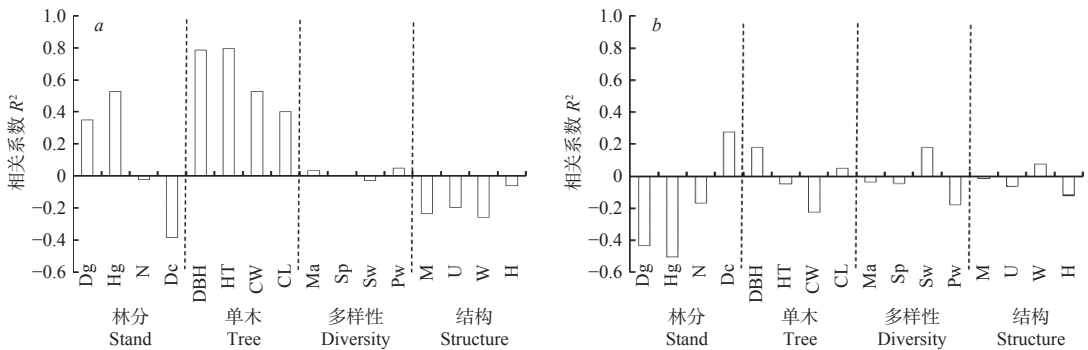 a
相关系数 R²
1.0
0.8
0.6
0.4
0.2
0
−0.2
−0.4
−0.6
Dg Hg N Dc DBH HT CW CL Ma Sp Sw Pw M U W H
林分 单木 多样性 结构
Stand Tree Diversity Structure
b
相关系数 R²
1.0
0.8
0.6
0.4
0.2
0
−0.2
−0.4
−0.6
Dg Hg N Dc DBH HT CW CL Ma Sp Sw Pw M U W H
林分 单木 多样性 结构
Stand Tree Diversity Structure